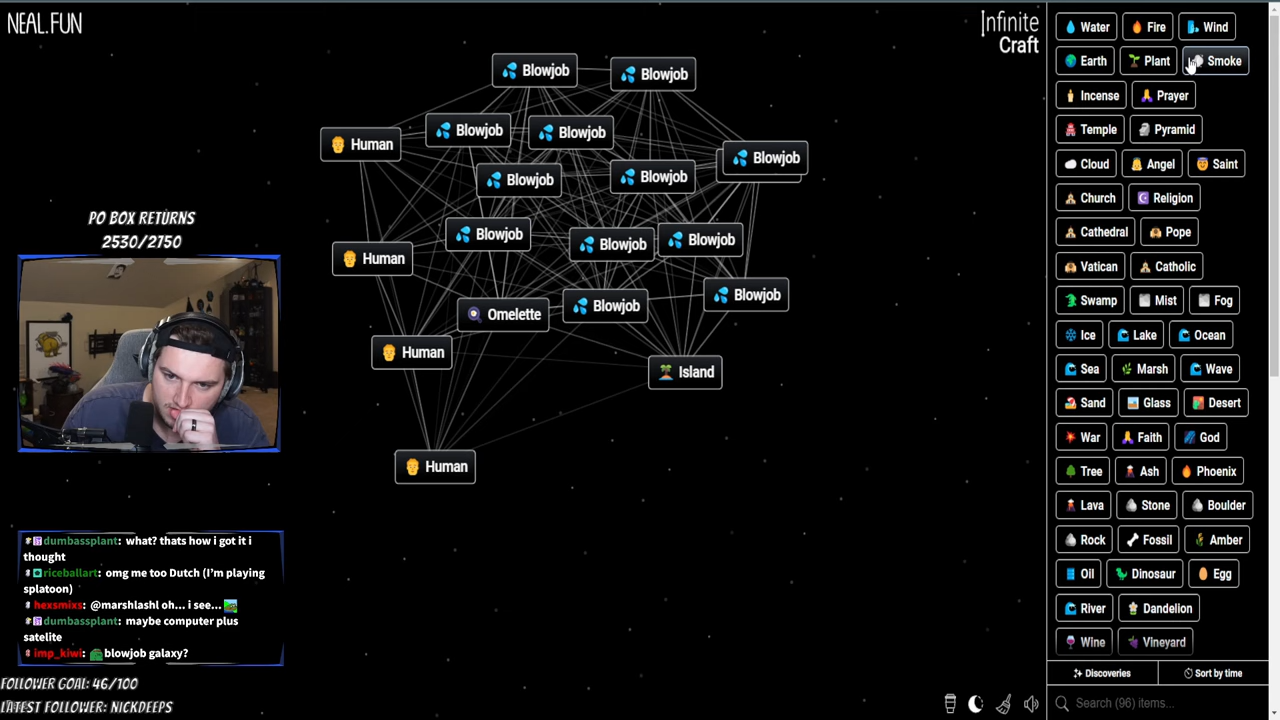 NEAL.FUN
Infinite
Craft
PO BOX RETURNS
2530/2750
dumbassplant: what? thats how i got it i
thought
riceballart: omg me too Dutch (I'm playing
splatoon)
hexsmixs: @marshlashl oh... i see...
dumbassplant: maybe computer plus
satelite
imp_kiwi: blowjob galaxy?
FOLLOWER GOAL: 46/100
LATEST FOLLOWER: NICKDEEPS
Blowjob
Blowjob
Human
Blowjob
Blowjob
Blowjob
Blowjob
Blowjob
Blowjob
Blowjob
Blowjob
Human
Blowjob
Blowjob
Omelette
Human
Island
Human
Water Fire Wind
Earth Plant Smoke
Incense Prayer
Temple Pyramid
Cloud Angel Saint
Church Religion
Cathedral Pope
Vatican Catholic
Swamp Mist Fog
Ice Lake Ocean
Sea Marsh Wave
Sand Glass Desert
War Faith God
Tree Ash Phoenix
Lava Stone Boulder
Rock Fossil Amber
Oil Dinosaur Egg
River Dandelion
Wine Vineyard
Discoveries Sort by time
Search (96) items...